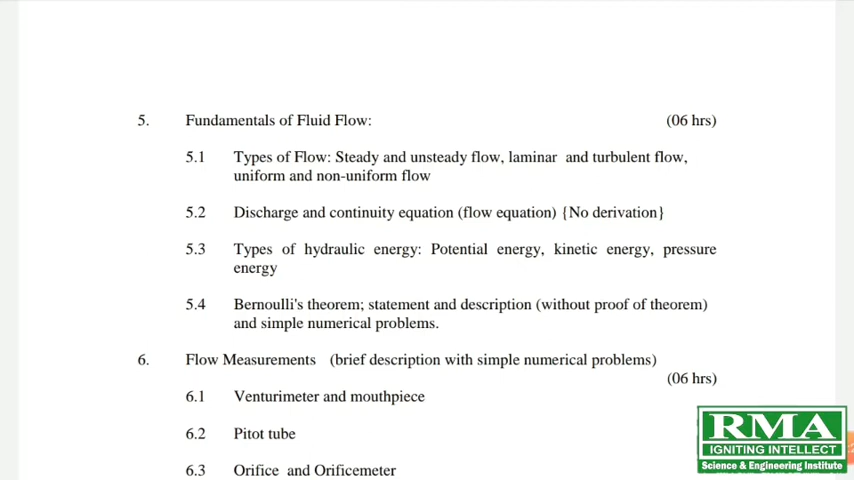 5. Fundamentals of Fluid Flow: (06 hrs)
5.1 Types of Flow: Steady and unsteady flow, laminar and turbulent flow,
uniform and non-uniform flow
5.2 Discharge and continuity equation (flow equation) {No derivation}
5.3 Types of hydraulic energy: Potential energy, kinetic energy, pressure
energy
5.4 Bernoulli's theorem; statement and description (without proof of theorem)
and simple numerical problems.
6. Flow Measurements (brief description with simple numerical problems)
(06 hrs)
6.1 Venturimeter and mouthpiece
6.2 Pitot tube
6.3 Orifice and Orificemeter
RMA
IGNITING INTELLECT
Science & Engineering Institute